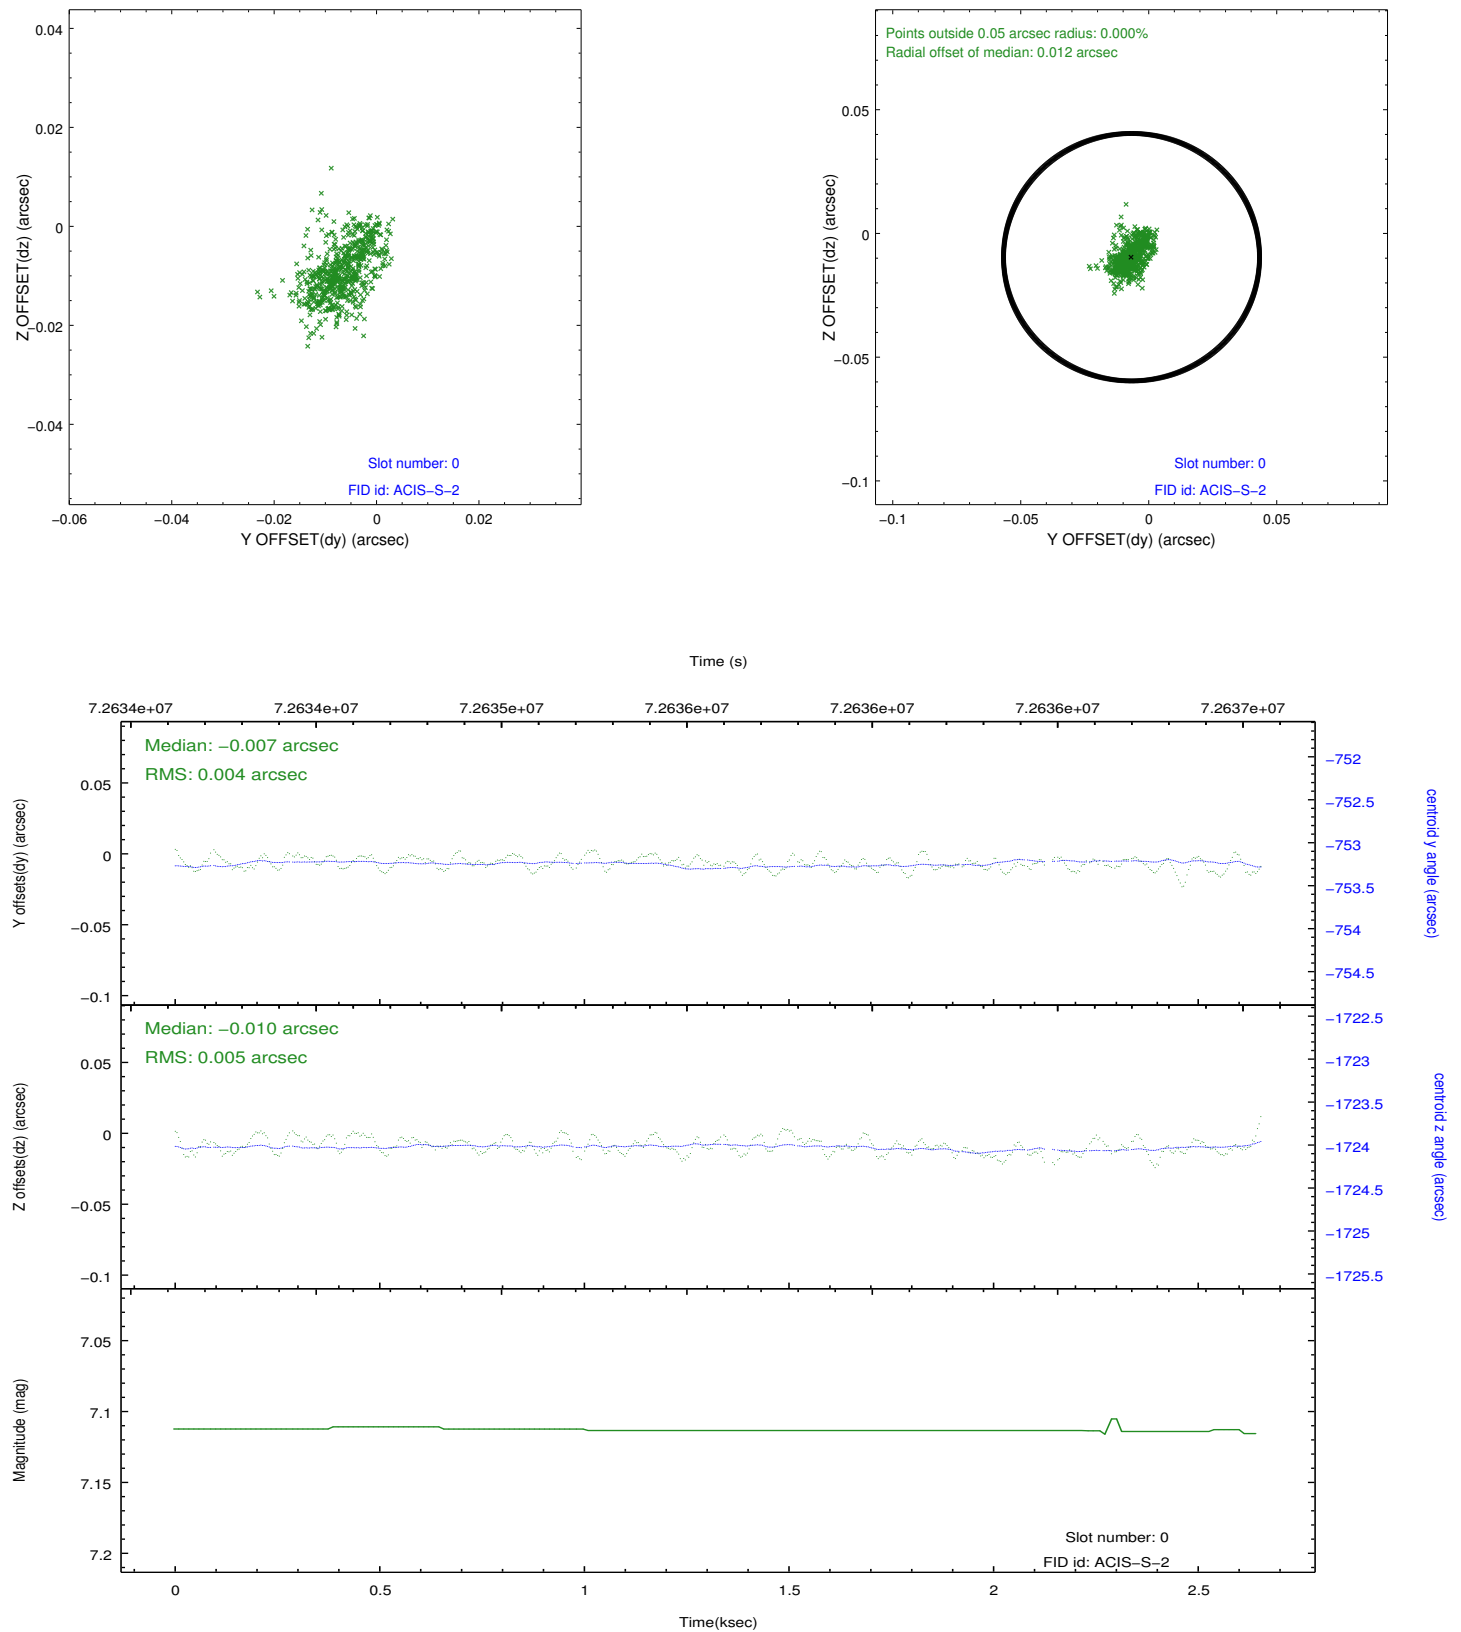 0.04
0.02
0
−0.02
−0.04
Z OFFSET(dz) (arcsec)
Slot number: 0
FID id: ACIS−S−2
−0.06
−0.04
−0.02
0
0.02
Y OFFSET(dy) (arcsec)
Points outside 0.05 arcsec radius: 0.000%
Radial offset of median: 0.012 arcsec
0.05
0
−0.05
−0.1
Z OFFSET(dz) (arcsec)
Slot number: 0
FID id: ACIS−S−2
−0.1
−0.05
0
0.05
Y OFFSET(dy) (arcsec)
Time (s)
7.2634e+07
7.2634e+07
7.2635e+07
7.2636e+07
7.2636e+07
7.2636e+07
7.2637e+07
Median: −0.007 arcsec
RMS: 0.004 arcsec
0.05
0
−0.05
−0.1
Y offsets(dy) (arcsec)
−752
−752.5
−753
−753.5
−754
−754.5
centroid y angle (arcsec)
Median: −0.010 arcsec
RMS: 0.005 arcsec
0.05
0
−0.05
−0.1
Z offsets(dz) (arcsec)
−1722.5
−1723
−1723.5
−1724
−1724.5
−1725
−1725.5
centroid z angle (arcsec)
7.05
7.1
7.15
7.2
Magnitude (mag)
Slot number: 0
FID id: ACIS−S−2
0
0.5
1
1.5
2
2.5
Time(ksec)